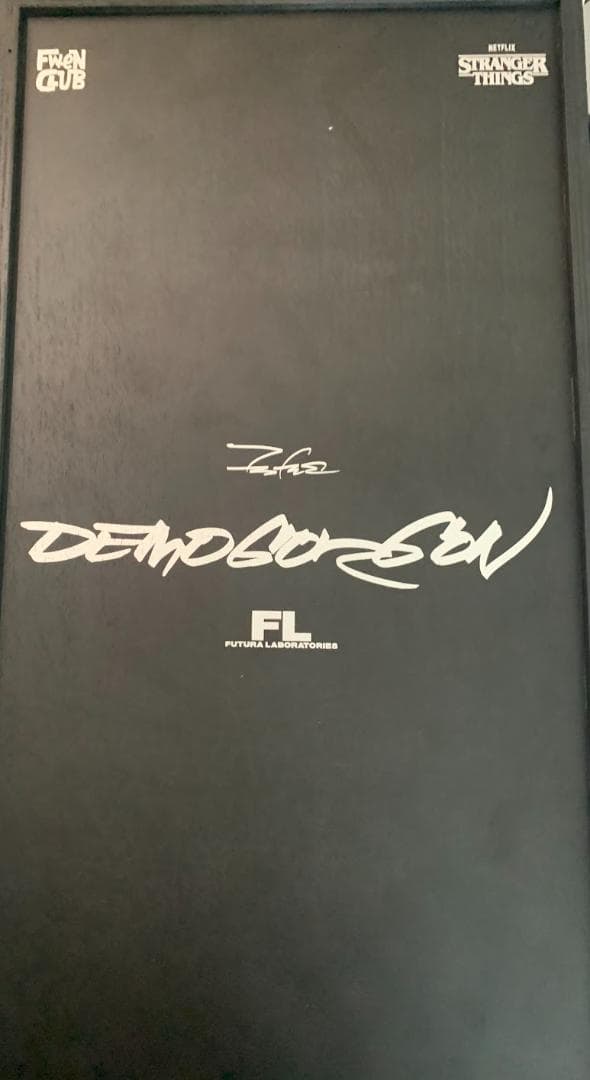 FWEN
CLUB
NETFLIX
STRANGER
THINGS
DEMOGORGON
FL
FUTURA LABORATORIES